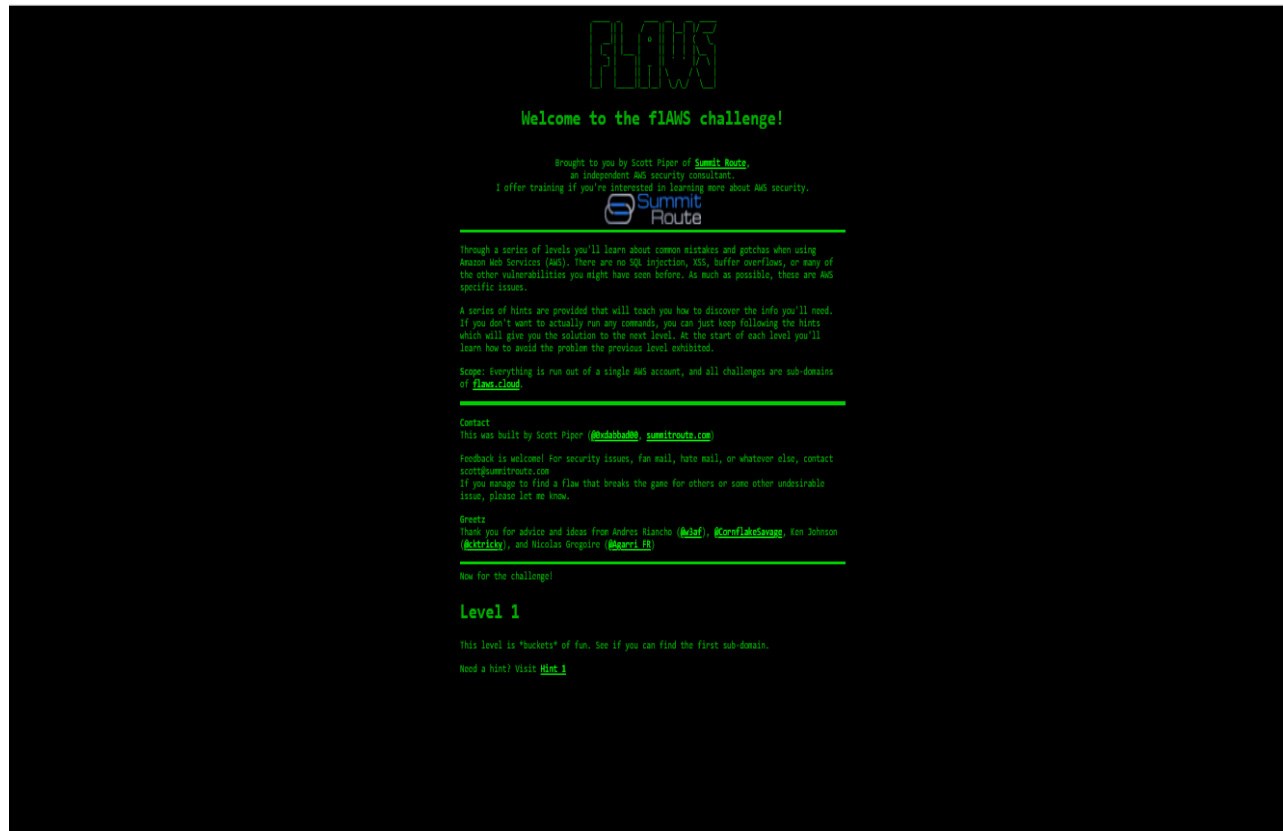 FLAWS
Welcome to the flAWS challenge!
Brought to you by Scott Piper of Summit Route,
an independent AWS security consultant.
I offer training if you're interested in learning more about AWS security.
Summit
Route
Through a series of levels you'll learn about common mistakes and gotchas when using
Amazon Web Services (AWS). There are no SQL injection, XSS, buffer overflows, or many of
the other vulnerabilities you might have seen before. As much as possible, these are AWS
specific issues.
A series of hints are provided that will teach you how to discover the info you'll need.
If you don't want to actually run any commands, you can just keep following the hints
which will give you the solution to the next level. At the start of each level you'll
learn how to avoid the problem the previous level exhibited.
Scope: Everything is run out of a single AWS account, and all challenges are sub-domains
of flaws.cloud.
Contact
This was built by Scott Piper (@0xdabbad00, summitroute.com)
Feedback is welcome! For security issues, fan mail, hate mail, or whatever else, contact
scott@summitroute.com
If you manage to find a flaw that breaks the game for others or some other undesirable
issue, please let me know.
Greetz
Thank you for advice and ideas from Andres Riancho (@w3af), @CornflakeSavage, Ken Johnson
(@cktricky), and Nicolas Gregoire (@Agarri_FR)
Now for the challenge!
Level 1
This level is *buckets* of fun. See if you can find the first sub-domain.
Need a hint? Visit Hint 1